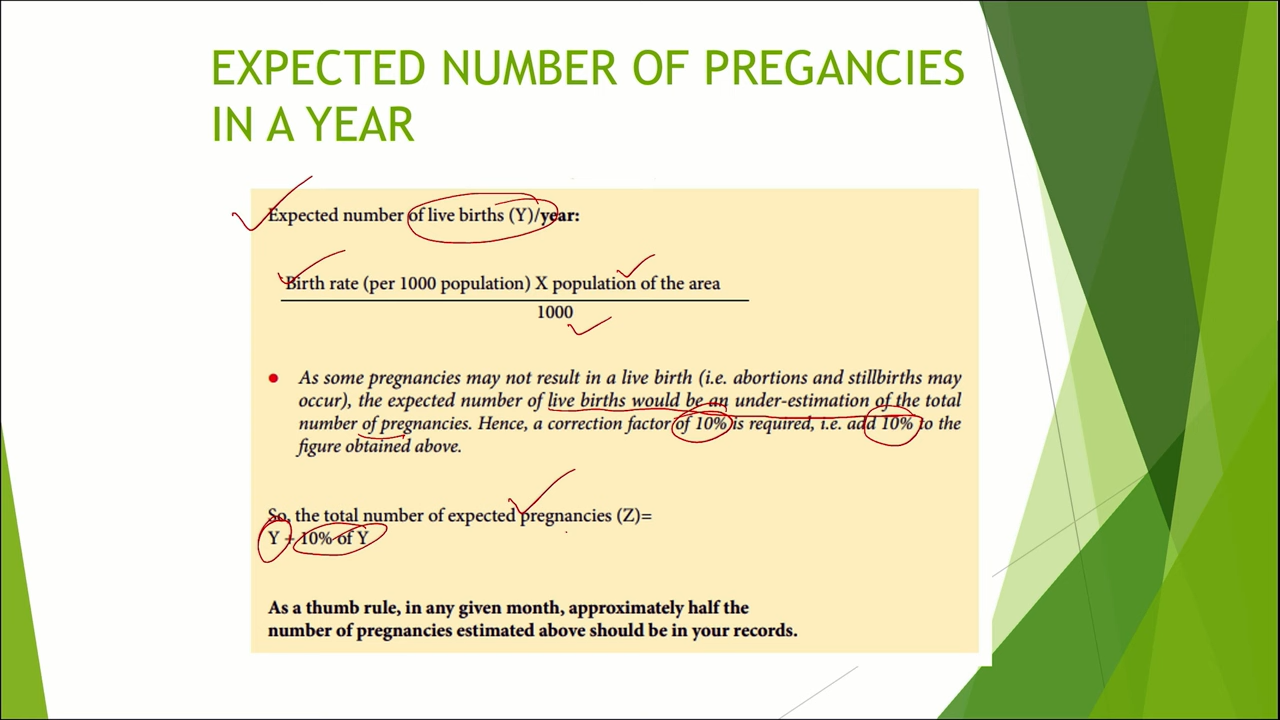 EXPECTED NUMBER OF PREGANCIES
IN A YEAR
Expected number of live births (Y)/year:
Birth rate (per 1000 population) X population of the area
1000
As some pregnancies may not result in a live birth (i.e. abortions and stillbirths may
occur), the expected number of live births would be an under-estimation of the total
number of pregnancies. Hence, a correction factor of 10% is required, i.e. add 10% to the
figure obtained above.
So, the total number of expected pregnancies (Z)=
Y + 10% of Y
As a thumb rule, in any given month, approximately half the
number of pregnancies estimated above should be in your records.